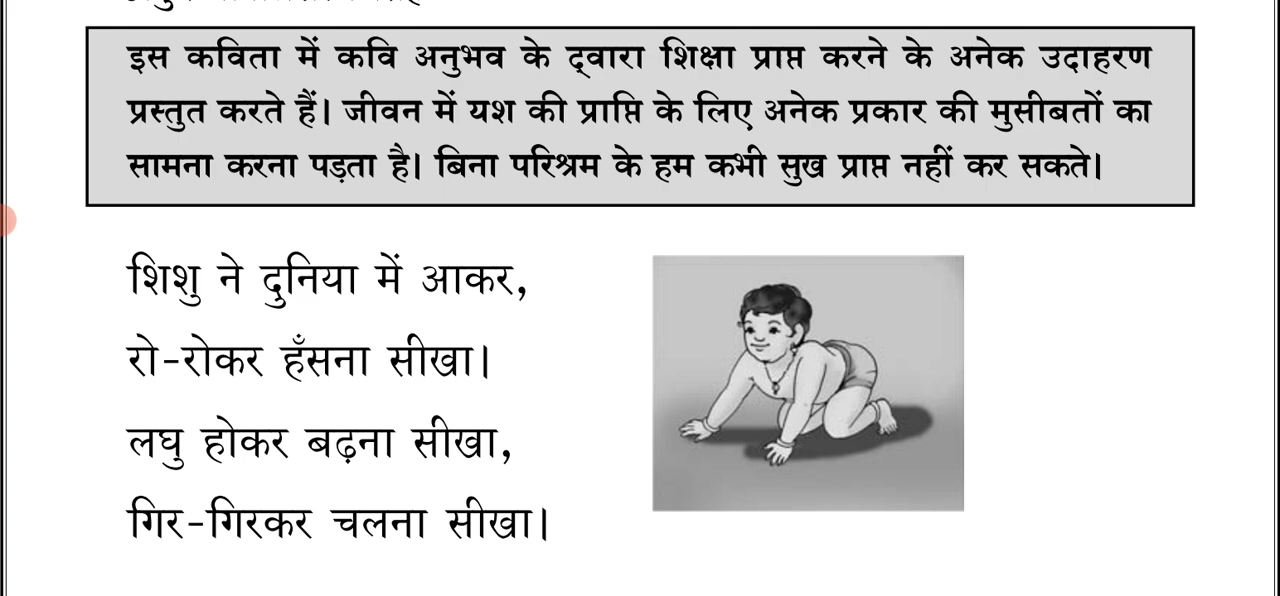 इस कविता में कवि अनुभव के द्‌वारा शिक्षा प्राप्त करने के अनेक उदाहरण
प्रस्तुत करते हैं। जीवन में यश की प्राप्ति के लिए अनेक प्रकार की मुसीबतों का
सामना करना पड़ता है। बिना परिश्रम के हम कभी सुख प्राप्त नहीं कर सकते।
शिशु ने दुनिया में आकर,
रो-रोकर हँसना सीखा।
लघु होकर बढ़ना सीखा,
गिर-गिरकर चलना सीखा।